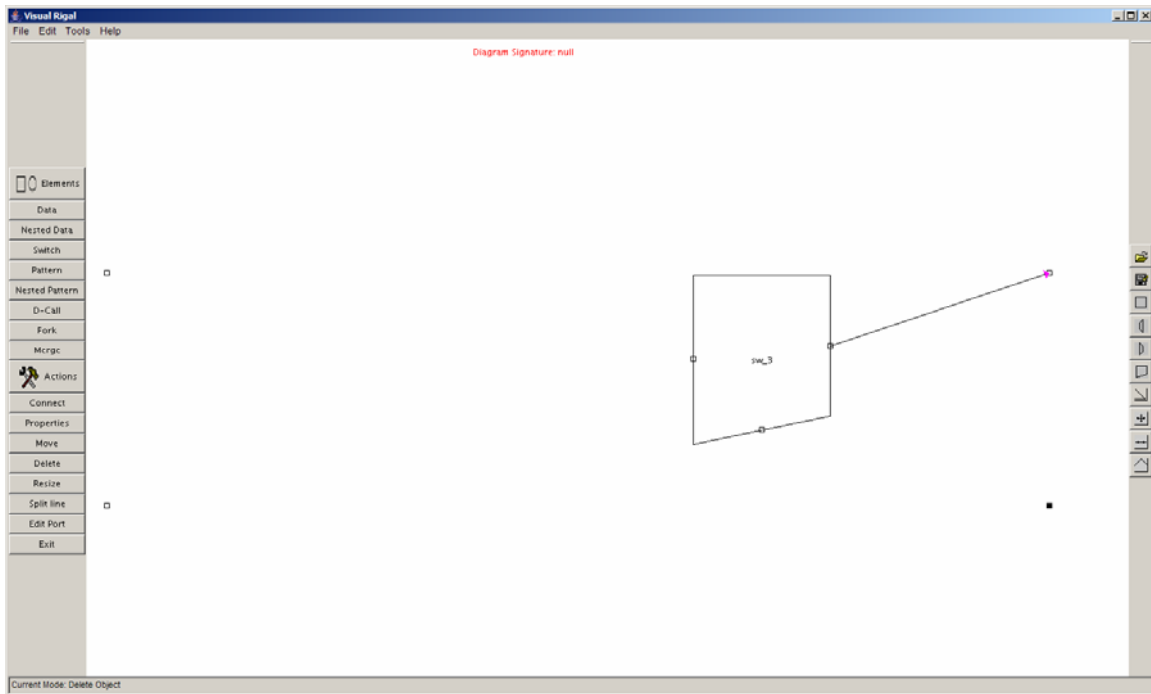 Visual Rigal
File Edit Tools Help
Diagram Signature: null
Elements
Data
Nested Data
Switch
Pattern
Nested Pattern
D-Call
Fork
Merge
Actions
Connect
Properties
Move
Delete
Resize
Split line
Edit Port
Exit
sw_3
Current Mode: Delete Object